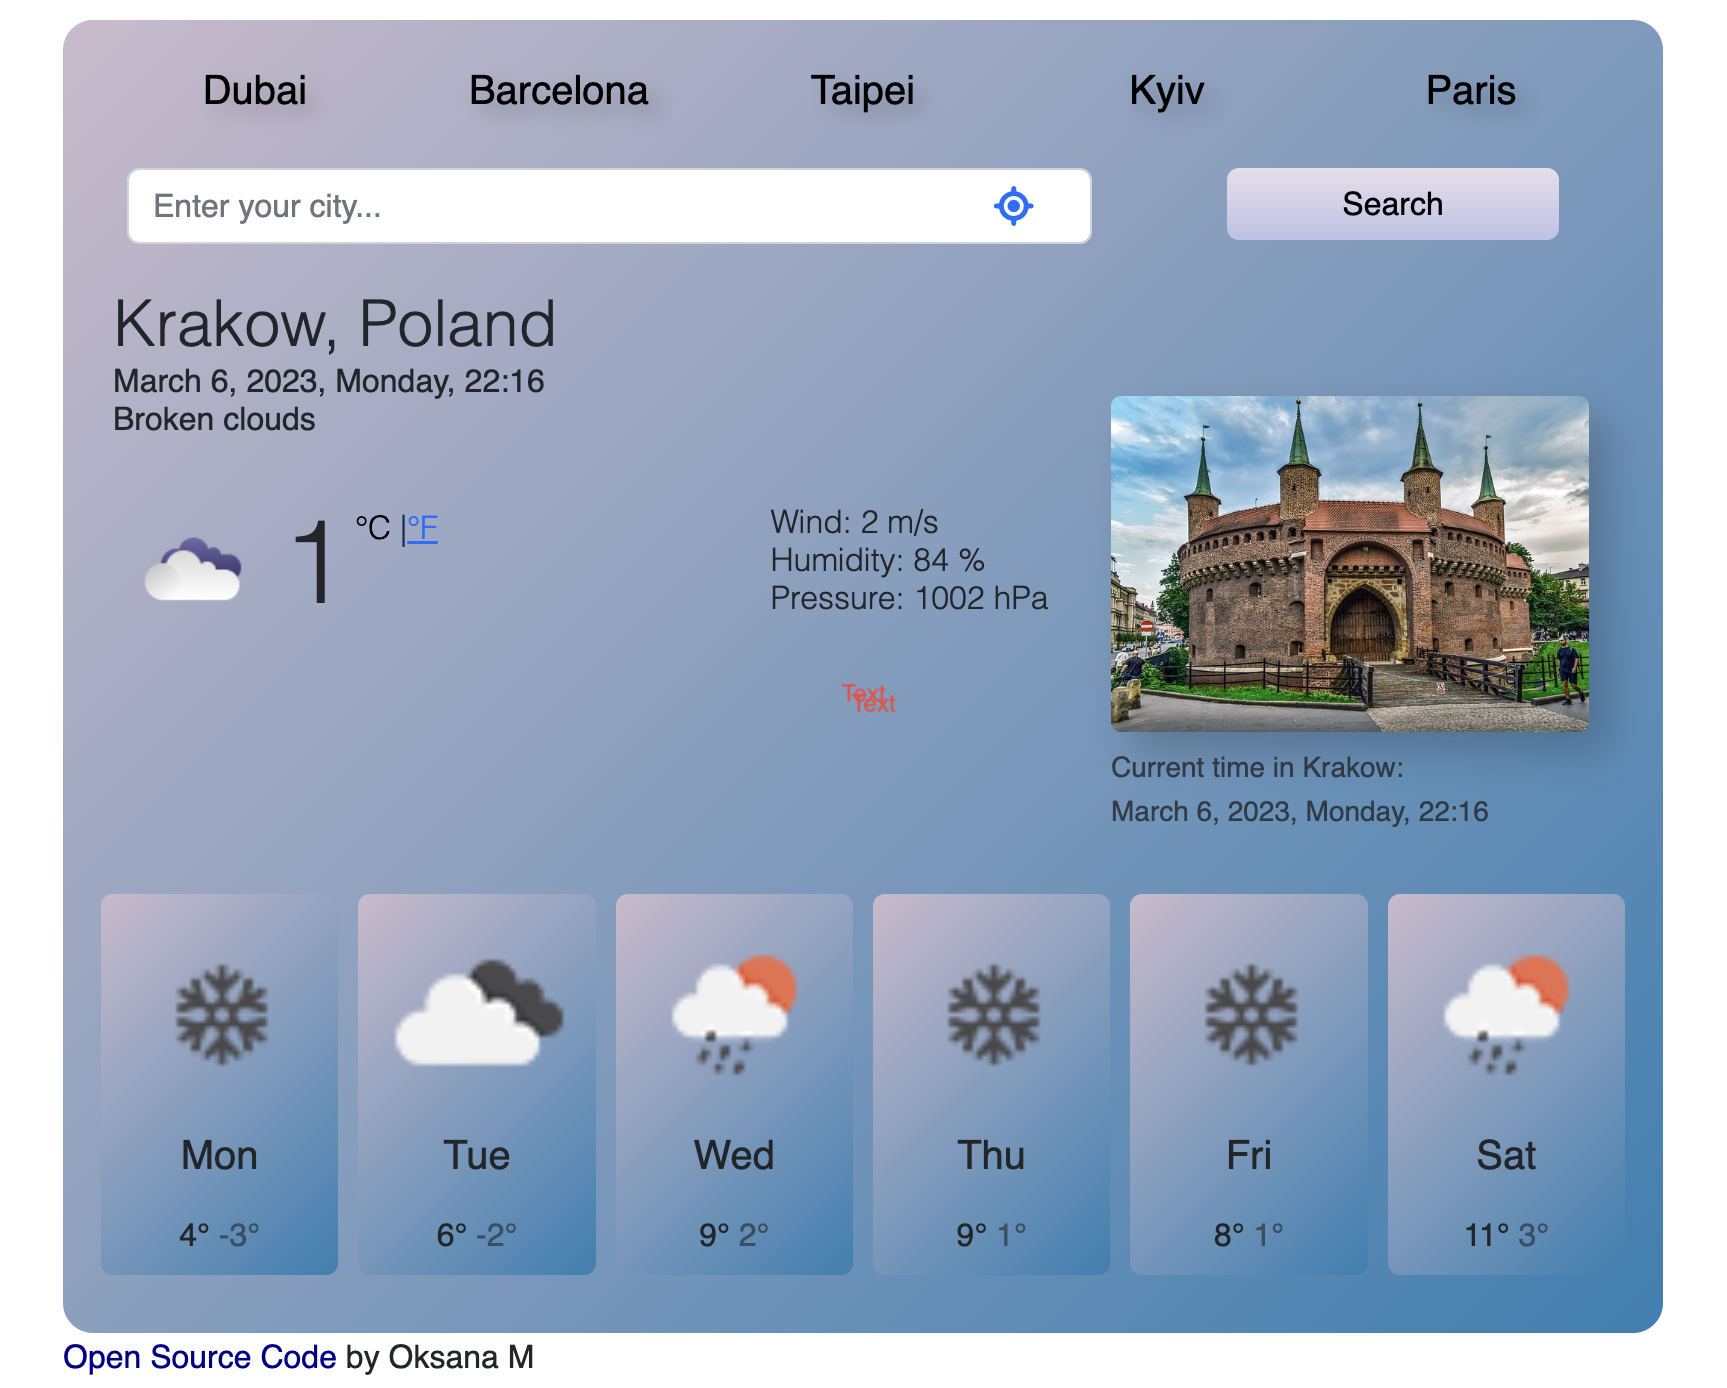 Dubai Barcelona Taipei Kyiv Paris
Enter your city...
Search
Krakow, Poland
March 6, 2023, Monday, 22:16
Broken clouds
1 °C |°F
Wind: 2 m/s
Humidity: 84 %
Pressure: 1002 hPa
Text
Text
Current time in Krakow:
March 6, 2023, Monday, 22:16
Mon Tue Wed Thu Fri Sat
4° -3° 6° -2° 9° 2° 9° 1° 8° 1° 11° 3°
Open Source Code by Oksana M